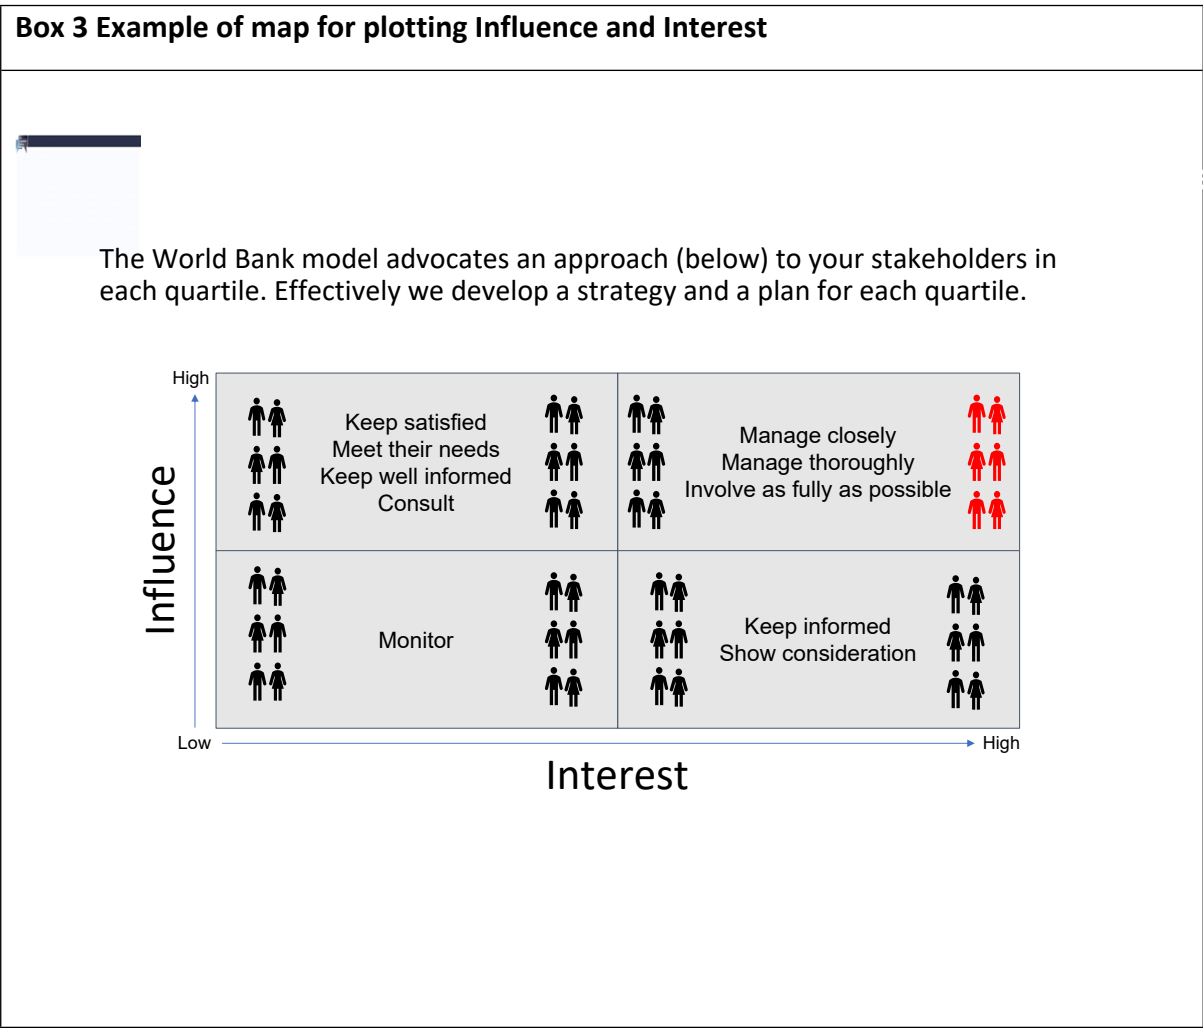 Box 3 Example of map for plotting Influence and Interest
The World Bank model advocates an approach (below) to your stakeholders in
each quartile. Effectively we develop a strategy and a plan for each quartile.
High
Influence
Keep satisfied
Meet their needs
Keep well informed
Consult
Manage closely
Manage thoroughly
Involve as fully as possible
Monitor
Keep informed
Show consideration
Low
High
Interest